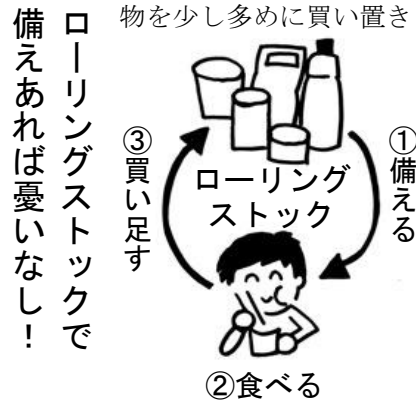 物を少し多めに買い置き
ローリングストックで
備えあれば憂いなし！
ローリング
ストック
①備える
②食べる
③買い足す